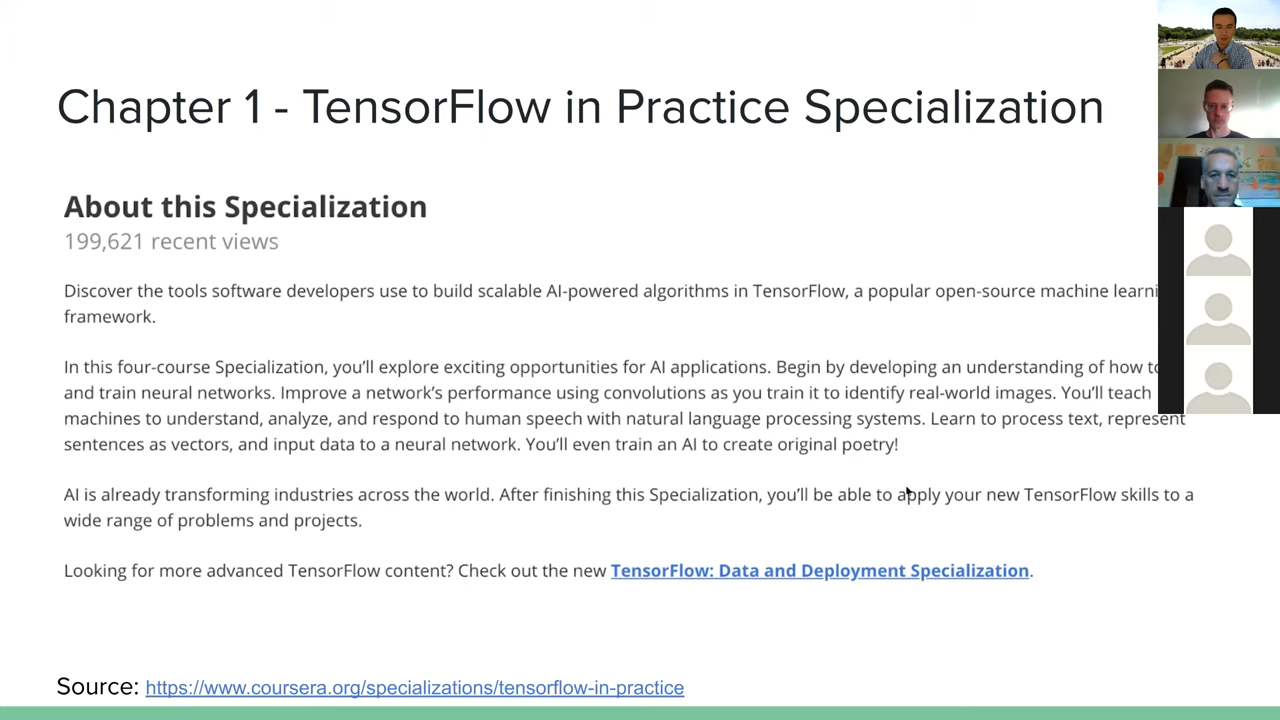 Chapter 1 - TensorFlow in Practice Specialization
About this Specialization
199,621 recent views
Discover the tools software developers use to build scalable AI-powered algorithms in TensorFlow, a popular open-source machine learni
framework.
In this four-course Specialization, you’ll explore exciting opportunities for AI applications. Begin by developing an understanding of how to
and train neural networks. Improve a network’s performance using convolutions as you train it to identify real-world images. You’ll teach
machines to understand, analyze, and respond to human speech with natural language processing systems. Learn to process text, represent
sentences as vectors, and input data to a neural network. You’ll even train an AI to create original poetry!
AI is already transforming industries across the world. After finishing this Specialization, you’ll be able to apply your new TensorFlow skills to a
wide range of problems and projects.
Looking for more advanced TensorFlow content? Check out the new TensorFlow: Data and Deployment Specialization.
Source: https://www.coursera.org/specializations/tensorflow-in-practice